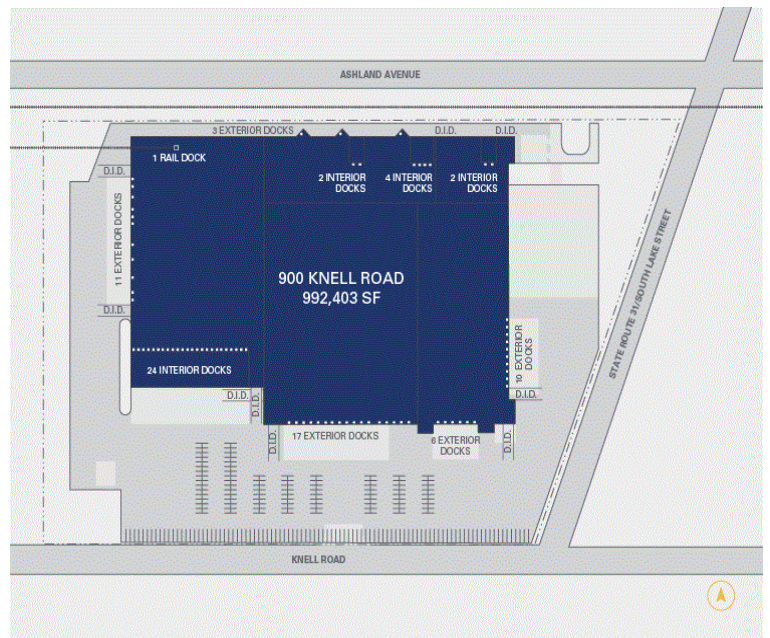 ASHLAND AVENUE
3 EXTERIOR DOCKS
D.I.D.
D.I.D.
1 RAIL DOCK
D.I.D.
2 INTERIOR
DOCKS
4 INTERIOR
DOCKS
2 INTERIOR
DOCKS
11 EXTERIOR DOCKS
900 KNELL ROAD
992,403 SF
STATE ROUTE 31/SOUTH LAKE STREET
D.I.D.
10 EXTERIOR
DOCKS
24 INTERIOR DOCKS
D.I.D.
D.I.D.
D.I.D.
D.I.D.
17 EXTERIOR DOCKS
6 EXTERIOR
DOCKS
D.I.D.
KNELL ROAD